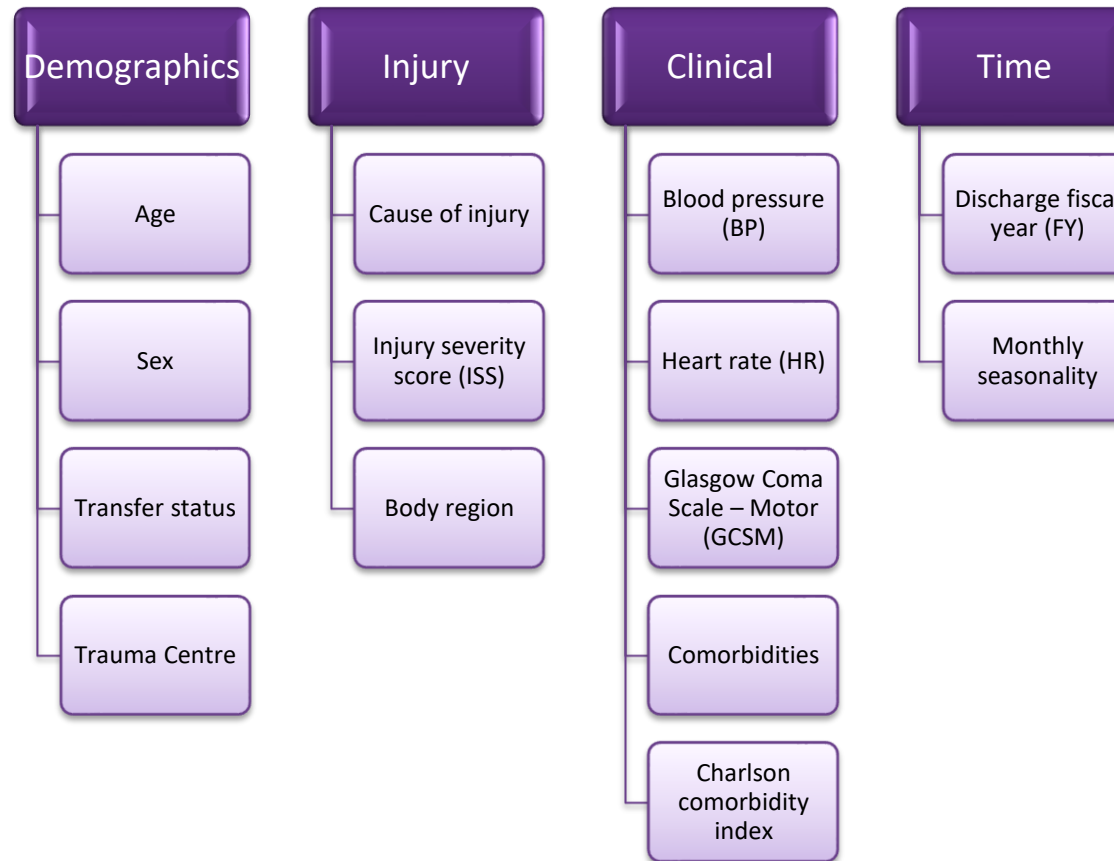 Demographics
Age
Sex
Transfer status
Trauma Centre
Injury
Cause of injury
Injury severity
score (ISS)
Body region
Clinical
Blood pressure
(BP)
Heart rate (HR)
Glasgow Coma
Scale – Motor
(GCSM)
Comorbidities
Charlson
comorbidity
index
Time
Discharge fisca
year (FY)
Monthly
seasonality